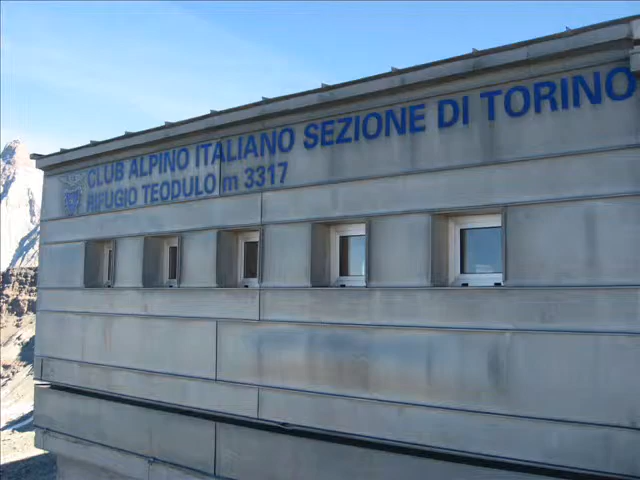 CLUB ALPINO ITALIANO SEZIONE DI TORINO
RIFUGIO TEODULO m 3317